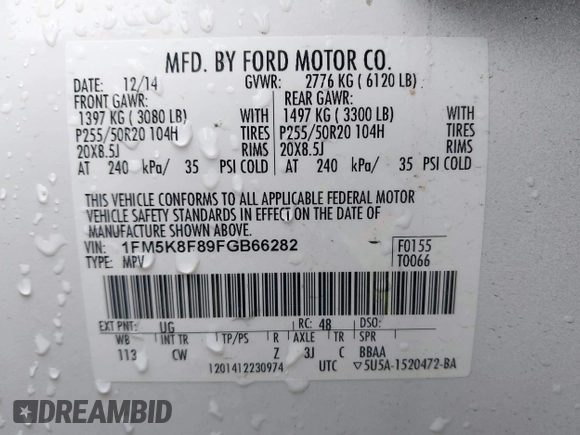 MFD. BY FORD MOTOR CO.
DATE: 12/14 GVWR: 2776 KG ( 6120 LB)
FRONT GAWR: REAR GAWR:
1397 KG ( 3080 LB) WITH 1497 KG ( 3300 LB) WITH
P255/50R20 104H TIRES P255/50R20 104H TIRES
20X8.5J RIMS 20X8.5J RIMS
AT 240 kPa/ 35 PSI COLD AT 240 kPa/ 35 PSI COLD
THIS VEHICLE CONFORMS TO ALL APPLICABLE FEDERAL MOTOR
VEHICLE SAFETY STANDARDS IN EFFECT ON THE DATE OF
MANUFACTURE SHOWN ABOVE.
VIN: 1FM5K8F89FGB66282 F0155
TYPE: MPV T0066
EXT PNT: UG RC: 48 DSO:
WB INT TR TP/PS R AXLE TR SPR
113 CW Z 3J C BBAA
1201412230974 UTC ▽5U5A-1520472-BA
DREAMBID